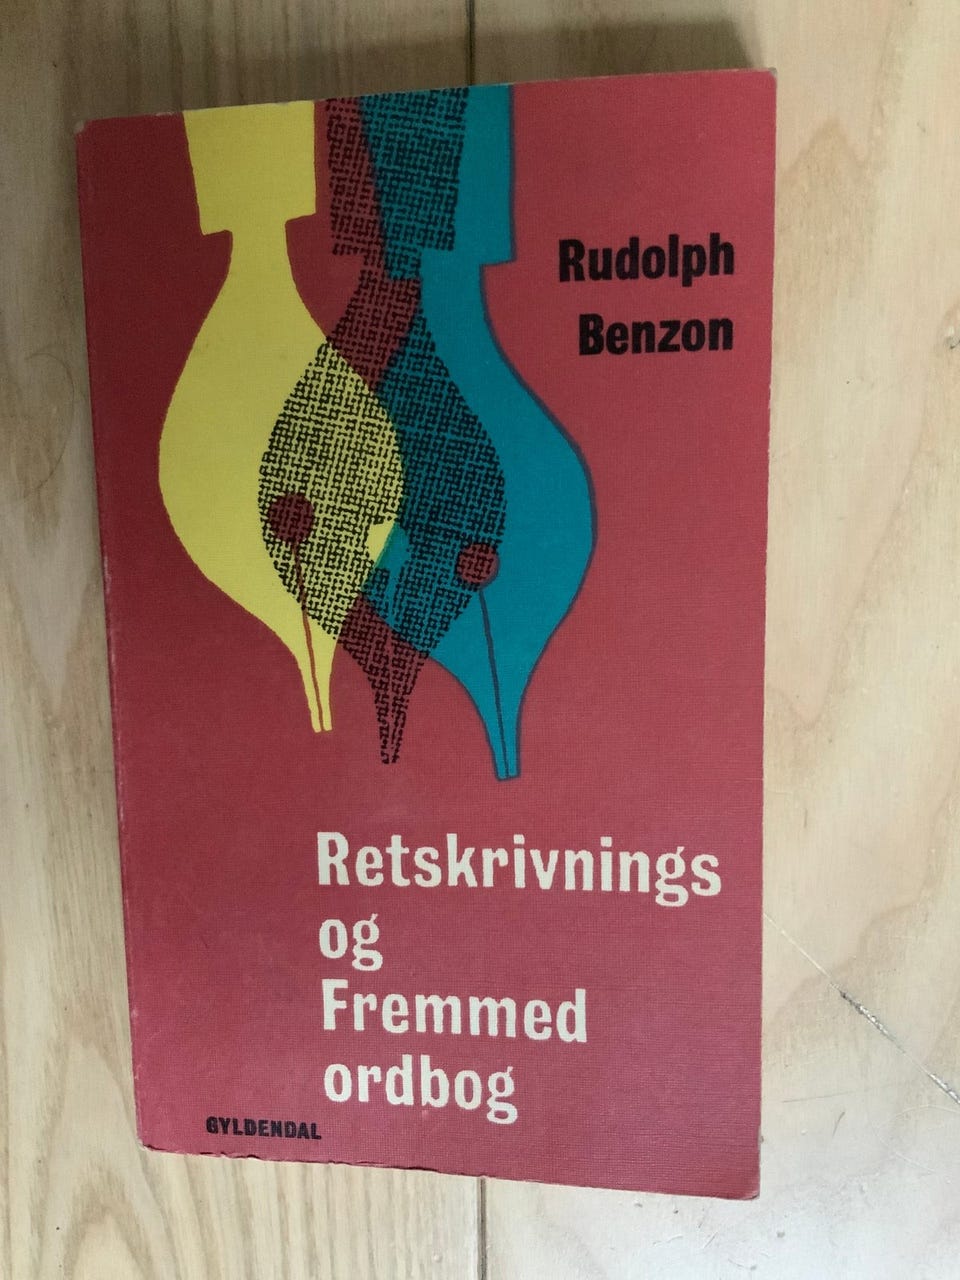 Rudolph
Benzon
Retskrivnings
og
Fremmed
ordbog
GYLDENDAL